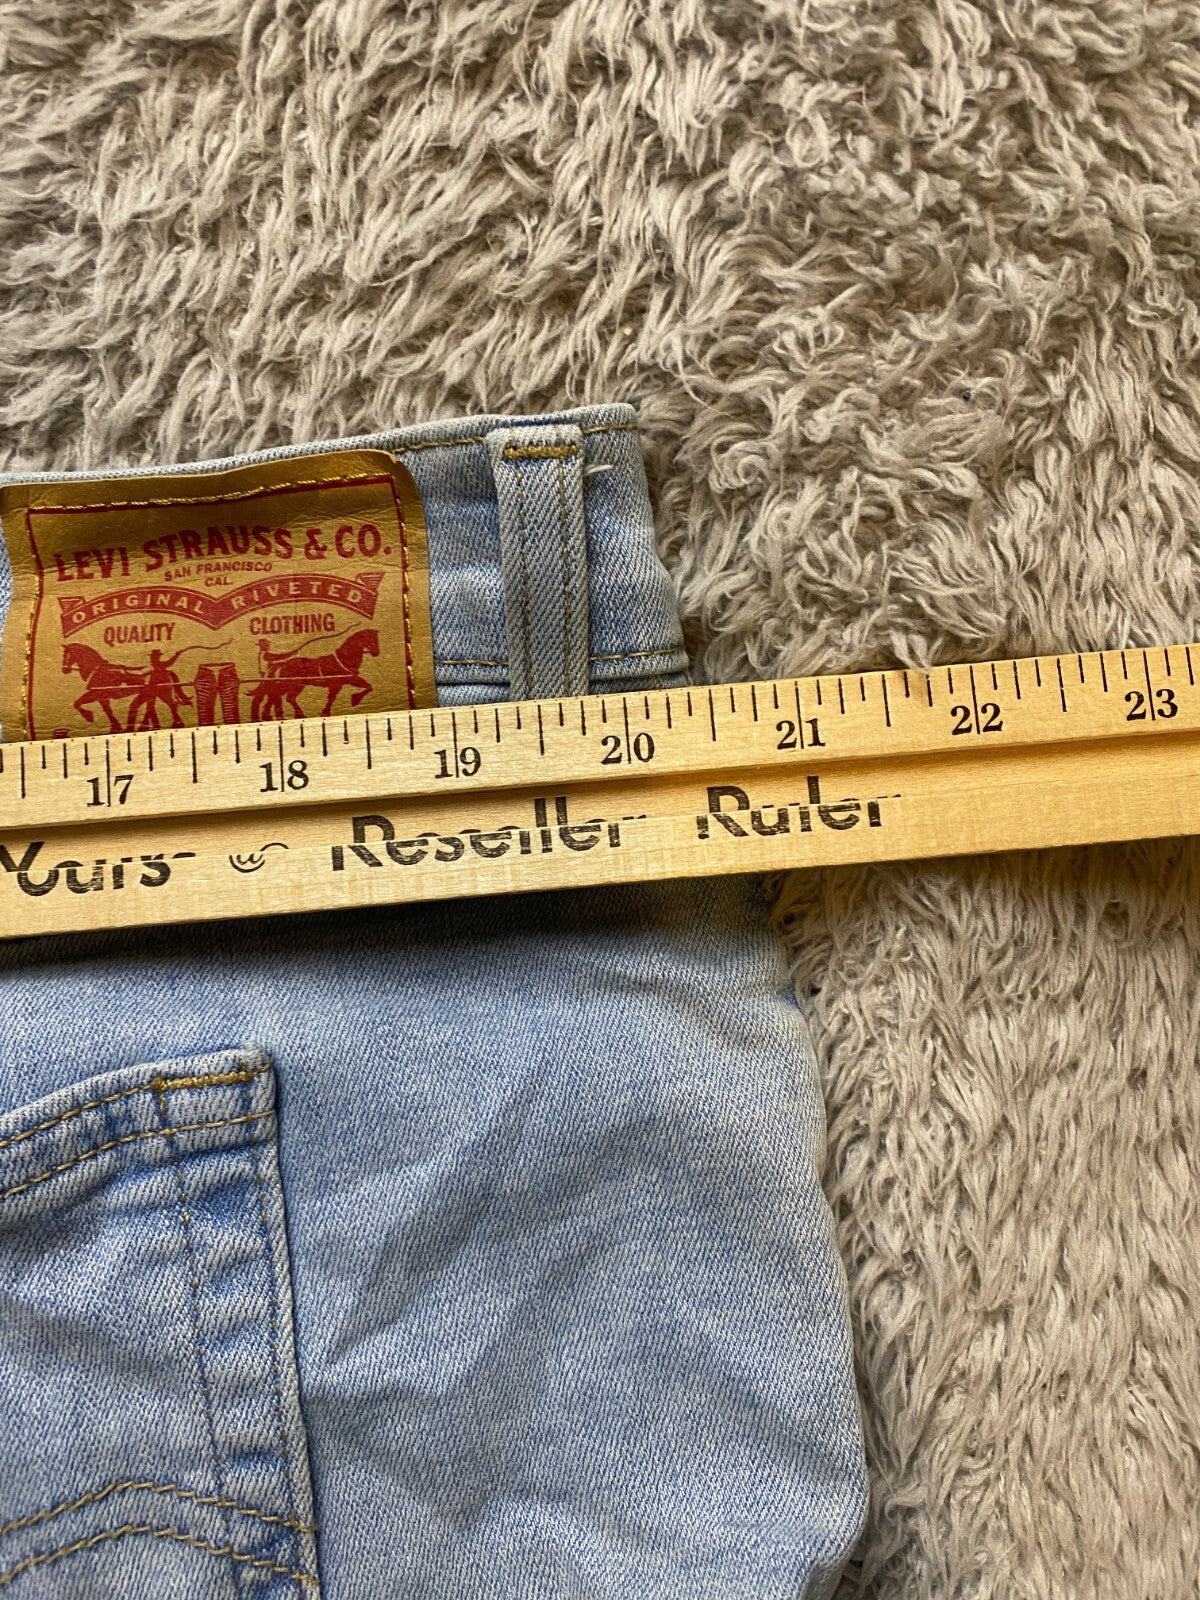 LEVI STRAUSS & CO.
SAN FRANCISCO
CAL.
ORIGINAL RIVETED
QUALITY CLOTHING
17 18 19 20 21 22 23
Yours Reseller Ruler